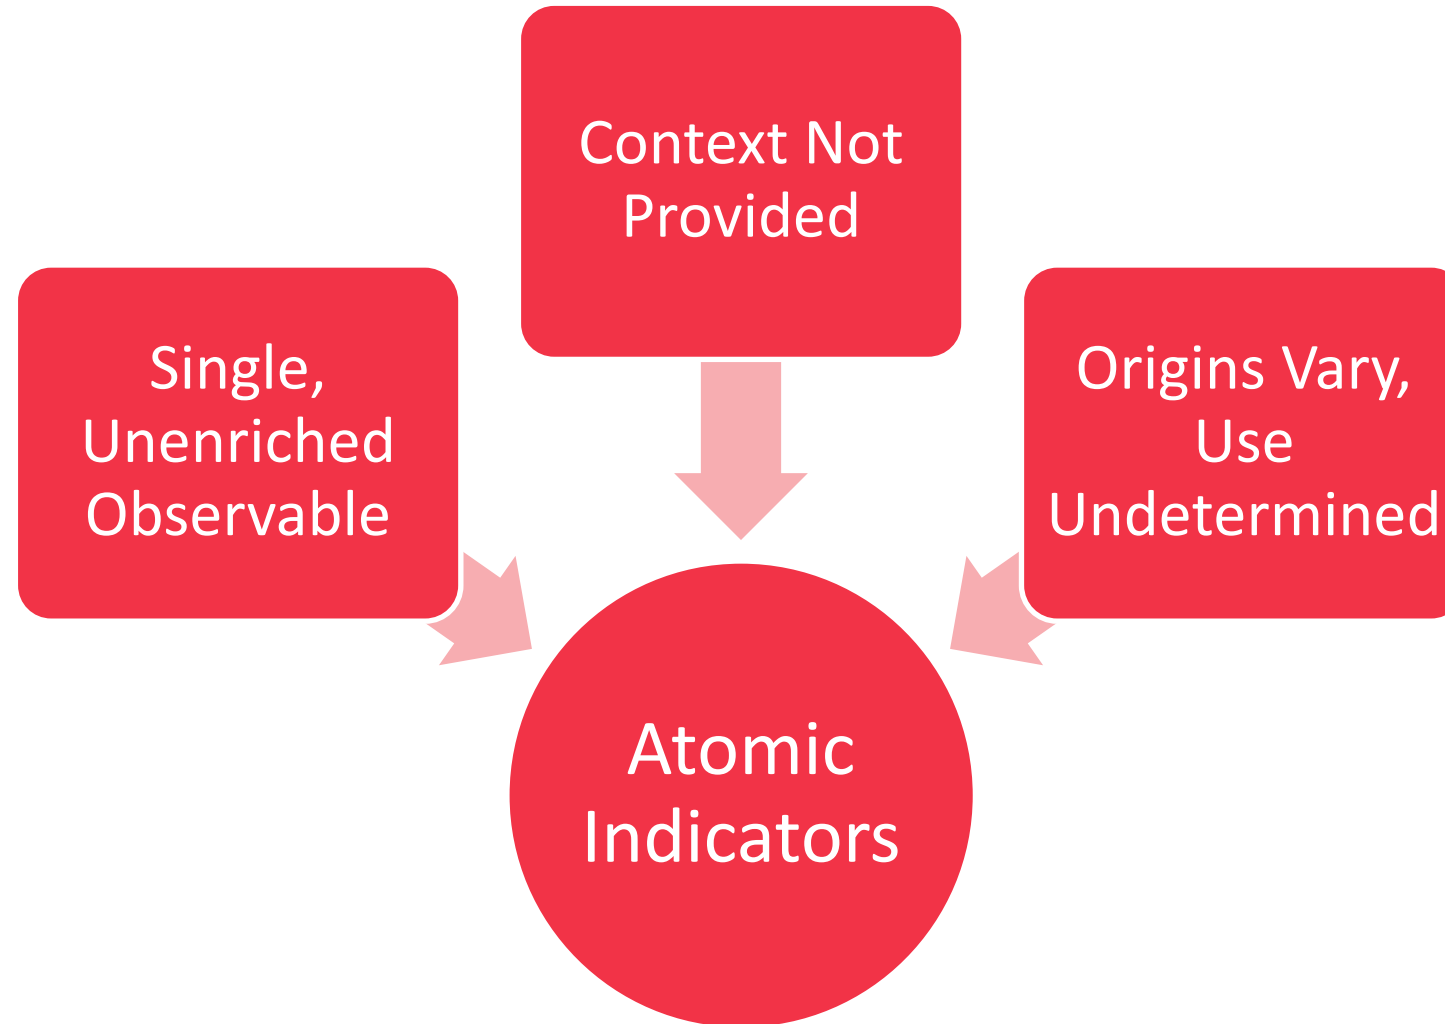 Context Not
Provided
Single,
Unenriched
Observable
Origins Vary,
Use
Undetermined
Atomic
Indicators